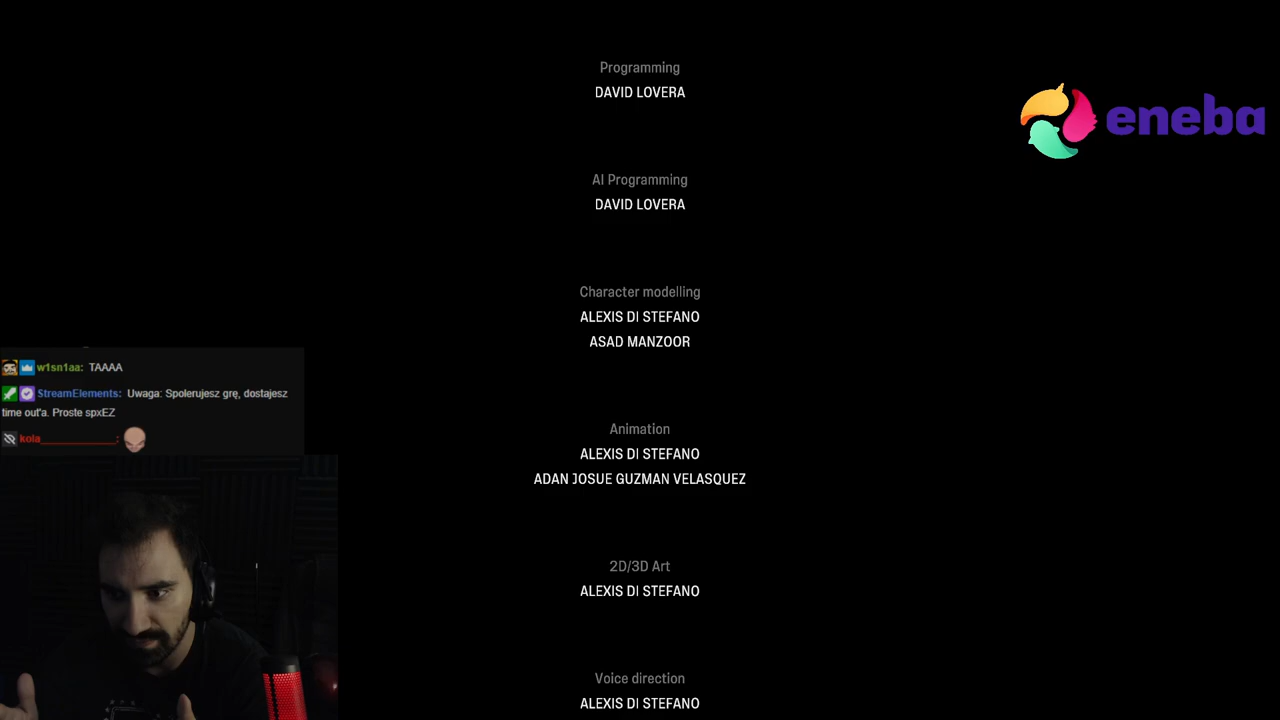 Programming
DAVID LOVERA
eneba
AI Programming
DAVID LOVERA
Character modelling
ALEXIS DI STEFANO
ASAD MANZOOR
w1sn1aa: TAAAA
StreamElements: Uwaga: Spolerujesz grę, dostajesz
time out'a. Proste spxEZ
kola______________:
Animation
ALEXIS DI STEFANO
ADAN JOSUE GUZMAN VELASQUEZ
2D/3D Art
ALEXIS DI STEFANO
Voice direction
ALEXIS DI STEFANO